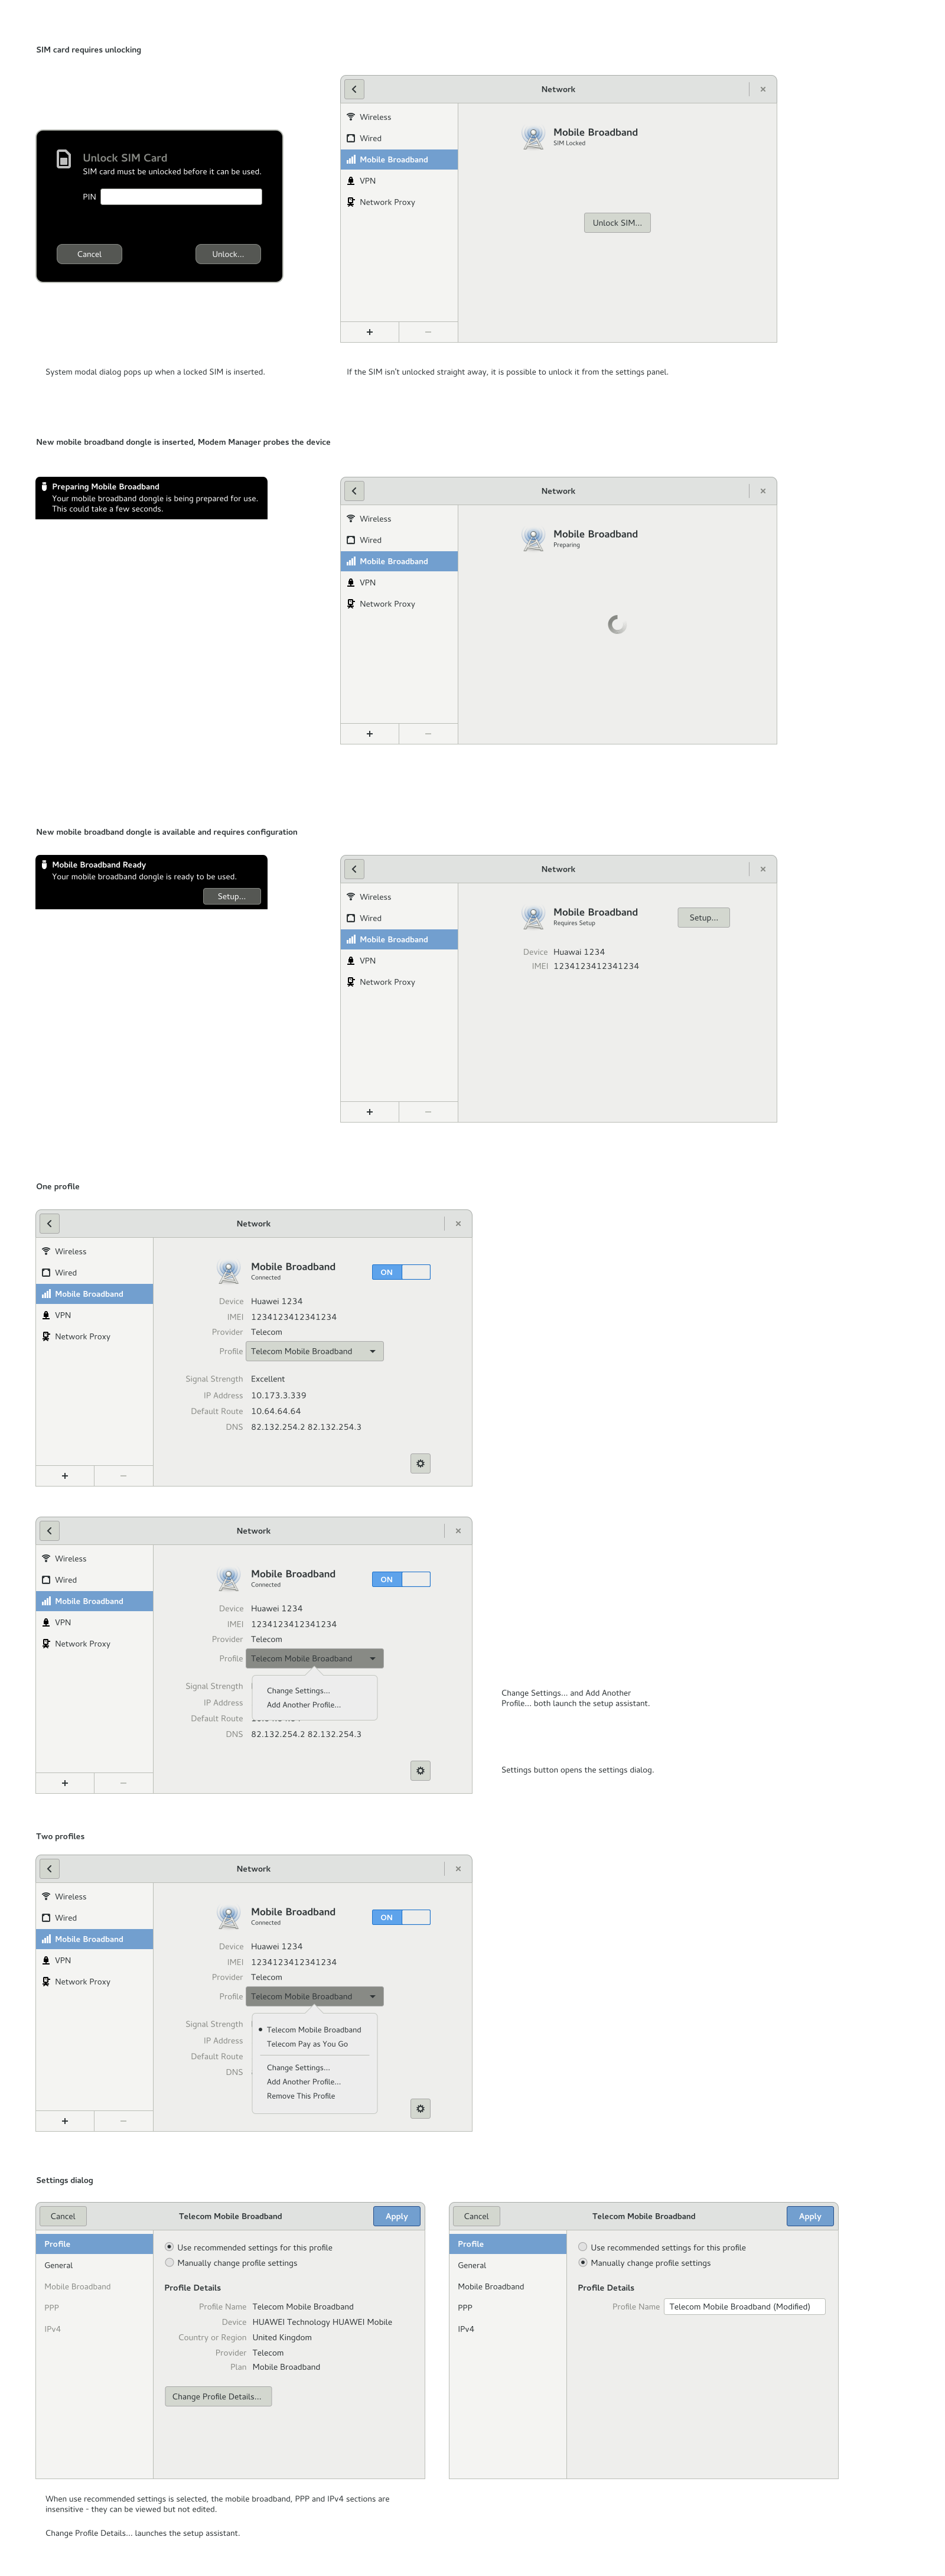 SIM card requires unlocking
Unlock SIM Card
SIM card must be unlocked before it can be used.
PIN
Cancel
Unlock...
Network
Wireless
Wired
Mobile Broadband
VPN
Network Proxy
Mobile Broadband
SIM Locked
Unlock SIM...
System modal dialog pops up when a locked SIM is inserted.
If the SIM isn't unlocked straight away, it is possible to unlock it from the settings panel.
New mobile broadband dongle is inserted, Modem Manager probes the device
Preparing Mobile Broadband
Your mobile broadband dongle is being prepared for use.
This could take a few seconds.
Network
Wireless
Wired
Mobile Broadband
VPN
Network Proxy
Mobile Broadband
Preparing
New mobile broadband dongle is available and requires configuration
Mobile Broadband Ready
Your mobile broadband dongle is ready to be used.
Setup...
Network
Wireless
Wired
Mobile Broadband
VPN
Network Proxy
Mobile Broadband
Requires Setup
Setup...
Device Huawai 1234
IMEI 1234123412341234
One profile
Network
Wireless
Wired
Mobile Broadband
VPN
Network Proxy
Mobile Broadband
Connected
ON
Device Huawei 1234
IMEI 1234123412341234
Provider Telecom
Profile Telecom Mobile Broadband
Signal Strength Excellent
IP Address 10.173.3.339
Default Route 10.64.64.64
DNS 82.132.254.2 82.132.254.3
Network
Wireless
Wired
Mobile Broadband
VPN
Network Proxy
Mobile Broadband
Connected
ON
Device Huawei 1234
IMEI 1234123412341234
Provider Telecom
Profile Telecom Mobile Broadband
Signal Strength
IP Address
Default Route
DNS 82.132.254.2 82.132.254.3
Change Settings...
Add Another Profile...
Change Settings... and Add Another
Profile... both launch the setup assistant.
Settings button opens the settings dialog.
Two profiles
Network
Wireless
Wired
Mobile Broadband
VPN
Network Proxy
Mobile Broadband
Connected
ON
Device Huawei 1234
IMEI 1234123412341234
Provider Telecom
Profile Telecom Mobile Broadband
Signal Strength
IP Address
Default Route
DNS
Telecom Mobile Broadband
Telecom Pay as You Go
Change Settings...
Add Another Profile...
Remove This Profile
Settings dialog
Cancel
Telecom Mobile Broadband
Apply
Profile
General
Mobile Broadband
PPP
IPv4
Use recommended settings for this profile
Manually change profile settings
Profile Details
Profile Name Telecom Mobile Broadband
Device HUAWEI Technology HUAWEI Mobile
Country or Region United Kingdom
Provider Telecom
Plan Mobile Broadband
Change Profile Details...
Cancel
Telecom Mobile Broadband
Apply
Profile
General
Mobile Broadband
PPP
IPv4
Use recommended settings for this profile
Manually change profile settings
Profile Details
Profile Name Telecom Mobile Broadband (Modified)
When use recommended settings is selected, the mobile broadband, PPP and IPv4 sections are
insensitive - they can be viewed but not edited.
Change Profile Details... launches the setup assistant.